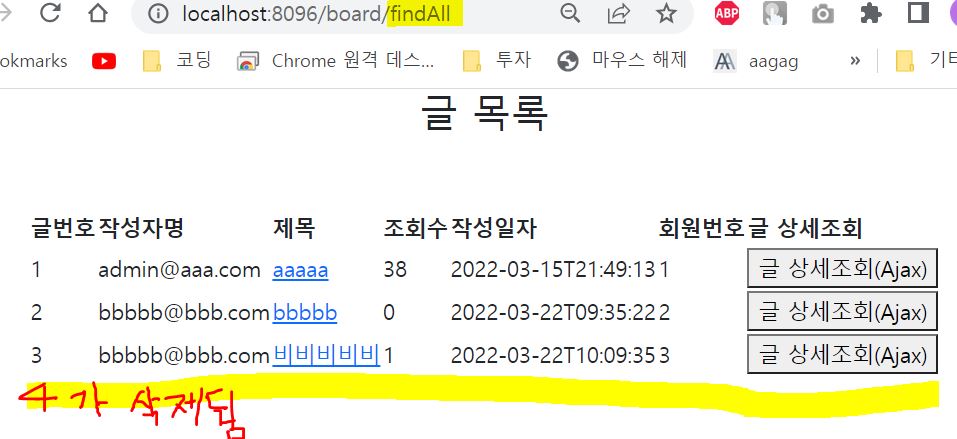 localhost:8096/board/findAll
ABP
okmarks 코딩 Chrome 원격 데스... 투자 마우스 해제 AA aagag » 기타
글 목록
글번호 작성자명 제목 조회수 작성일자 회원번호 글 상세조회
1 admin@aaa.com aaaaa 38 2022-03-15T21:49:13 1 글 상세조회(Ajax)
2 bbbbb@bbb.com bbbbb 0 2022-03-22T09:35:22 2 글 상세조회(Ajax)
3 bbbbb@bbb.com 비비비비비 1 2022-03-22T10:09:35 3 글 상세조회(Ajax)
4가 삭제됨